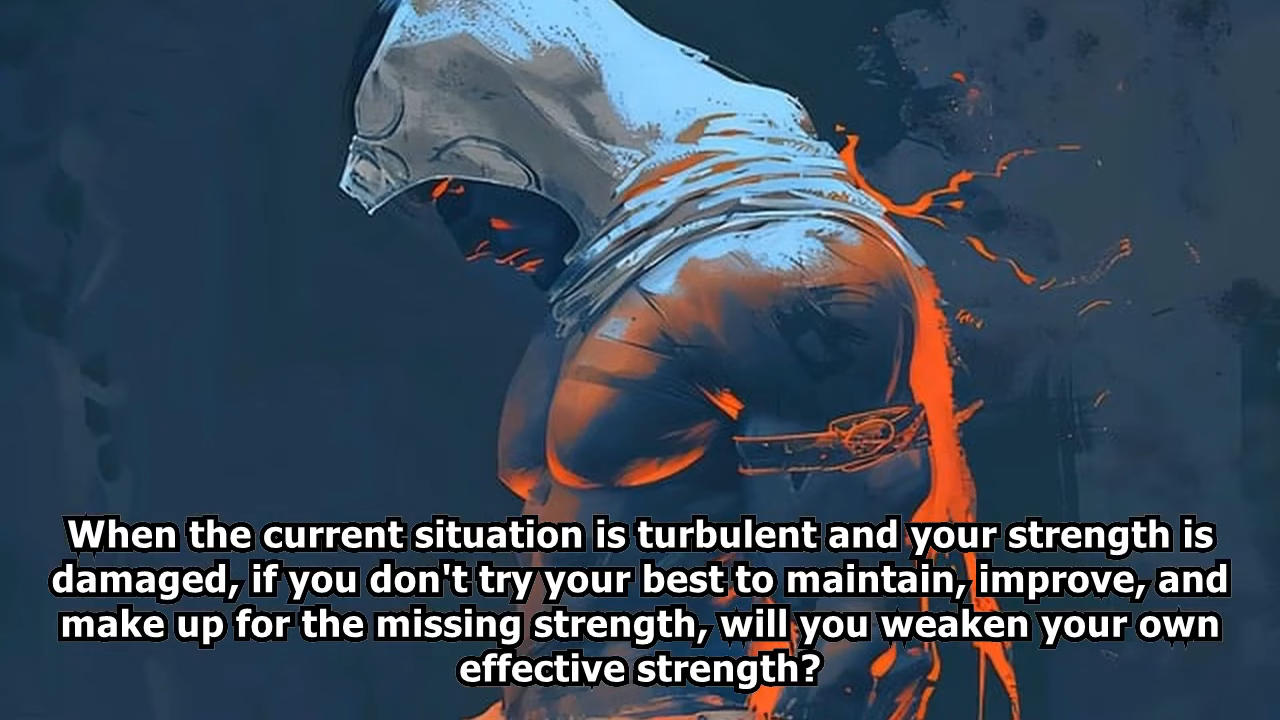 When the current situation is turbulent and your strength is
damaged, if you don't try your best to maintain, improve, and
make up for the missing strength, will you weaken your own
effective strength?